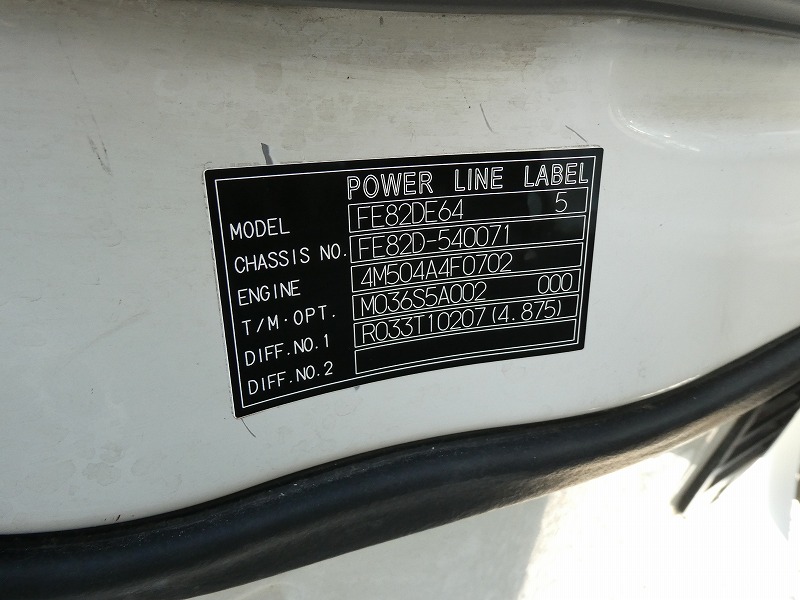 POWER LINE LABEL
MODEL FE82DE64 5
CHASSIS NO. FE82D-540071
ENGINE 4M504A4F0702
T/M·OPT. M036S5A002 000
DIFF.NO.1 R033T10207(4.875)
DIFF.NO.2